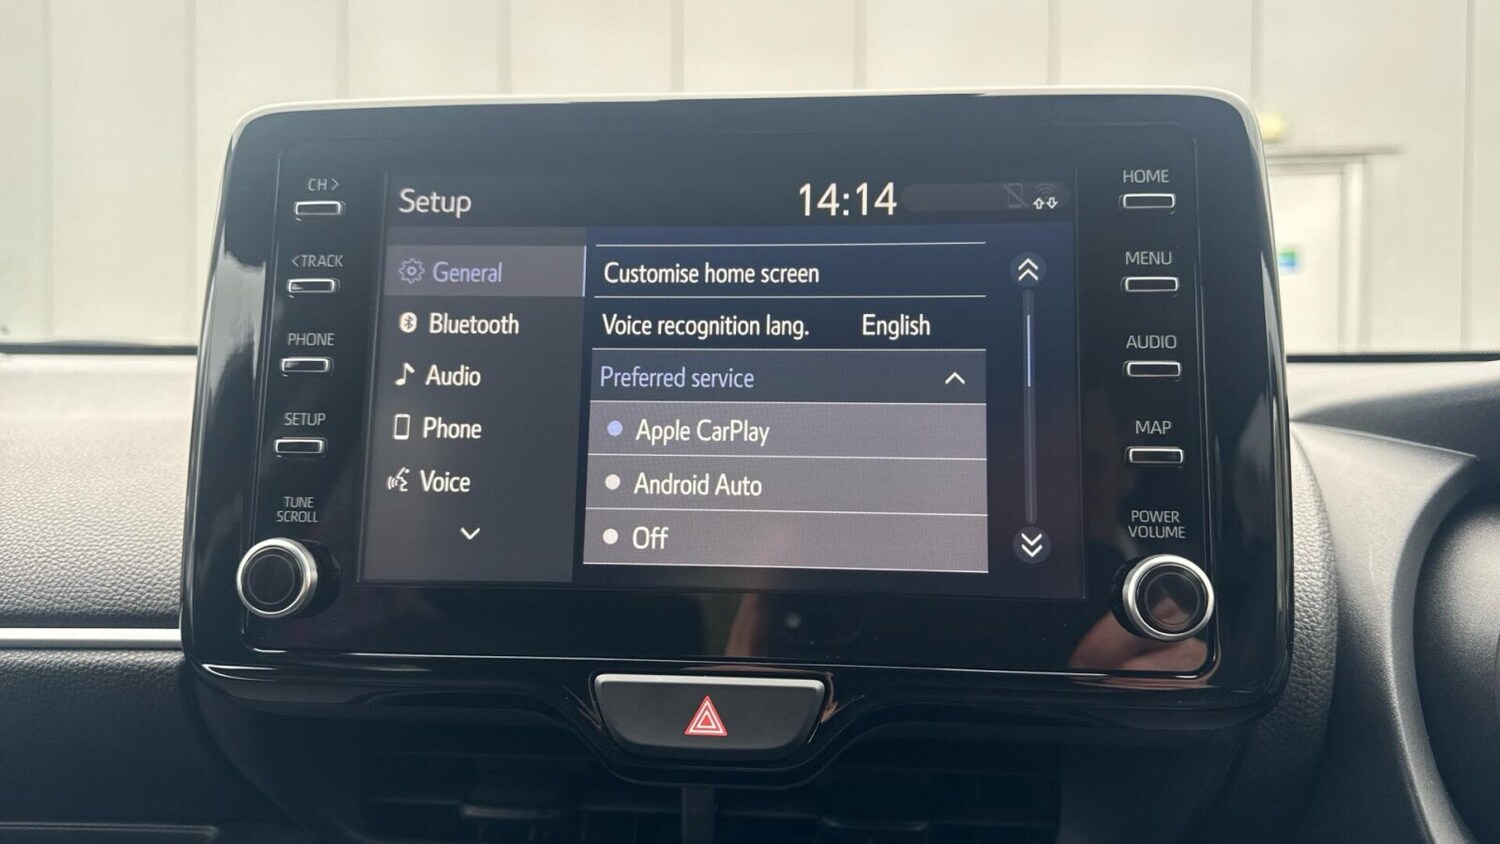 CH >
< TRACK
PHONE
SETUP
TUNE
SCROLL
Setup
14:14
General
Bluetooth
Audio
Phone
Voice
Customise home screen
Voice recognition lang. English
Preferred service
Apple CarPlay
Android Auto
Off
HOME
MENU
AUDIO
MAP
POWER
VOLUME